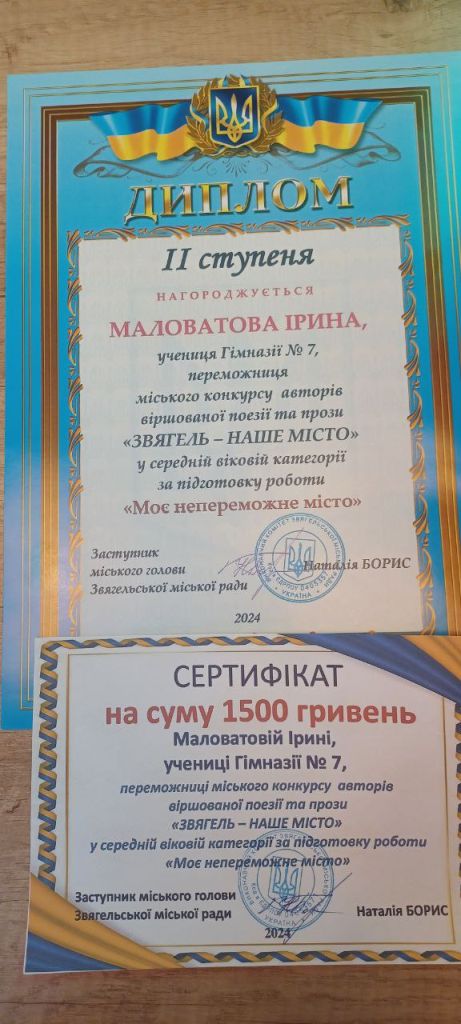 ДИПЛОМ
ІІ ступеня
НАГОРОДЖУЄТЬСЯ
МАЛОВАТОВА ІРИНА,
учениця Гімназії № 7,
переможниця
міського конкурсу авторів
віршованої поезії та прози
«ЗВЯГЕЛЬ – НАШЕ МІСТО»
у середній віковій категорії
за підготовку роботи
«Моє непереможне місто»
Заступник
міського голови Наталія БОРИС
Звягельської міської ради
УКРАЇНА
2024
СЕРТИФІКАТ
на суму 1500 гривень
Маловатовій Ірині,
учениці Гімназії № 7,
переможниці міського конкурсу авторів
віршованої поезії та прози
«ЗВЯГЕЛЬ – НАШЕ МІСТО»
у середній віковій категорії за підготовку роботи
«Моє непереможне місто»
Заступник міського голови
Звягельської міської ради Наталія БОРИС
2024